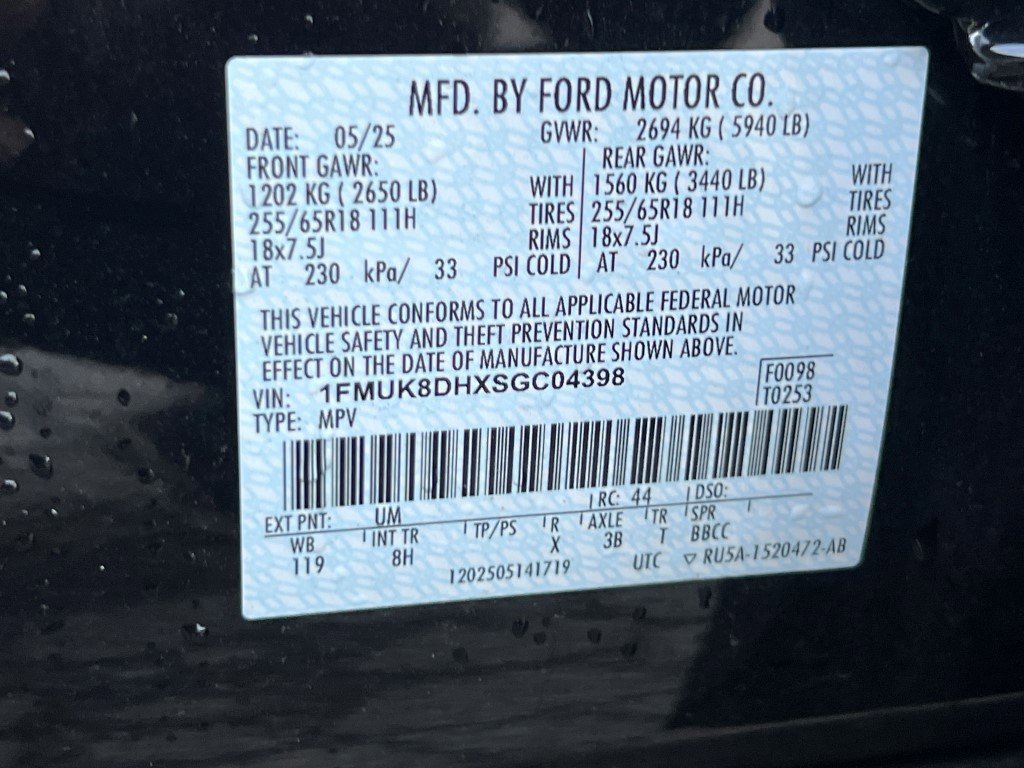 MFD. BY FORD MOTOR CO.
DATE: 05/25 GVWR: 2694 KG ( 5940 LB)
FRONT GAWR: REAR GAWR:
1202 KG ( 2650 LB) WITH 1560 KG ( 3440 LB) WITH
255/65R18 111H TIRES 255/65R18 111H TIRES
18x7.5J RIMS 18x7.5J RIMS
AT 230 kPa/ 33 PSI COLD AT 230 kPa/ 33 PSI COLD
THIS VEHICLE CONFORMS TO ALL APPLICABLE FEDERAL MOTOR
VEHICLE SAFETY AND THEFT PREVENTION STANDARDS IN
EFFECT ON THE DATE OF MANUFACTURE SHOWN ABOVE.
VIN: 1FMUK8DHXSGC04398 F0098
TYPE: MPV T0253
EXT PNT: UM RC: 44 DSO:
WB INT TR TP/PS R AXLE TR SPR
119 8H X 3B T BBCC
1202505141719 UTC ▽ RU5A-1520472-AB